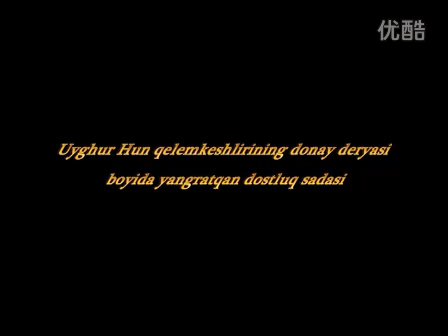 优酷
Uyghur Hun qelemkeshlirining donay deryasi
boyida yangratqan dostluq sadasi